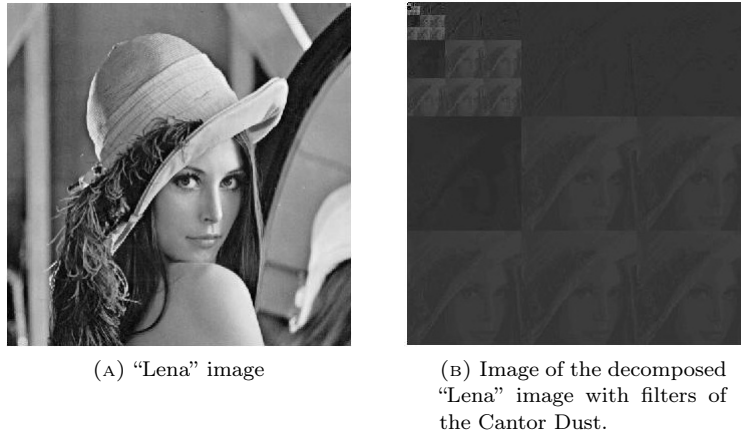 (A) “Lena” image
(B) Image of the decomposed
“Lena” image with filters of
the Cantor Dust.